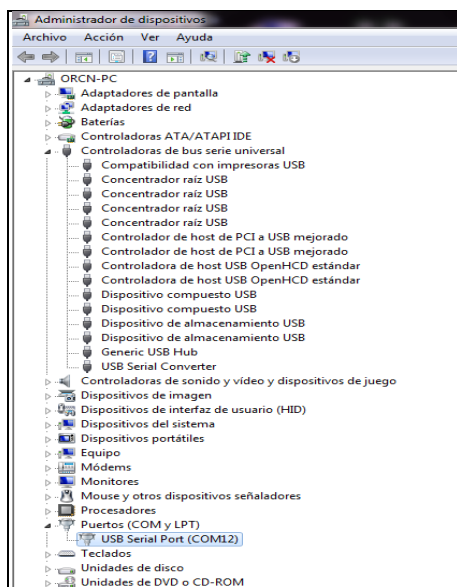 Administrador de dispositivos
Archivo Acción Ver Ayuda
ORCN-PC
Adaptadores de pantalla
Adaptadores de red
Baterías
Controladoras ATA/ATAPI IDE
Controladoras de bus serie universal
Compatibilidad con impresoras USB
Concentrador raíz USB
Concentrador raíz USB
Concentrador raíz USB
Concentrador raíz USB
Controlador de host de PCI a USB mejorado
Controlador de host de PCI a USB mejorado
Controladora de host USB OpenHCD estándar
Controladora de host USB OpenHCD estándar
Dispositivo compuesto USB
Dispositivo compuesto USB
Dispositivo de almacenamiento USB
Dispositivo de almacenamiento USB
Generic USB Hub
USB Serial Converter
Controladoras de sonido y vídeo y dispositivos de juego
Dispositivos de imagen
Dispositivos de interfaz de usuario (HID)
Dispositivos del sistema
Dispositivos portátiles
Equipo
Módems
Monitores
Mouse y otros dispositivos señaladores
Procesadores
Puertos (COM y LPT)
USB Serial Port (COM12)
Teclados
Unidades de disco
Unidades de DVD o CD-ROM